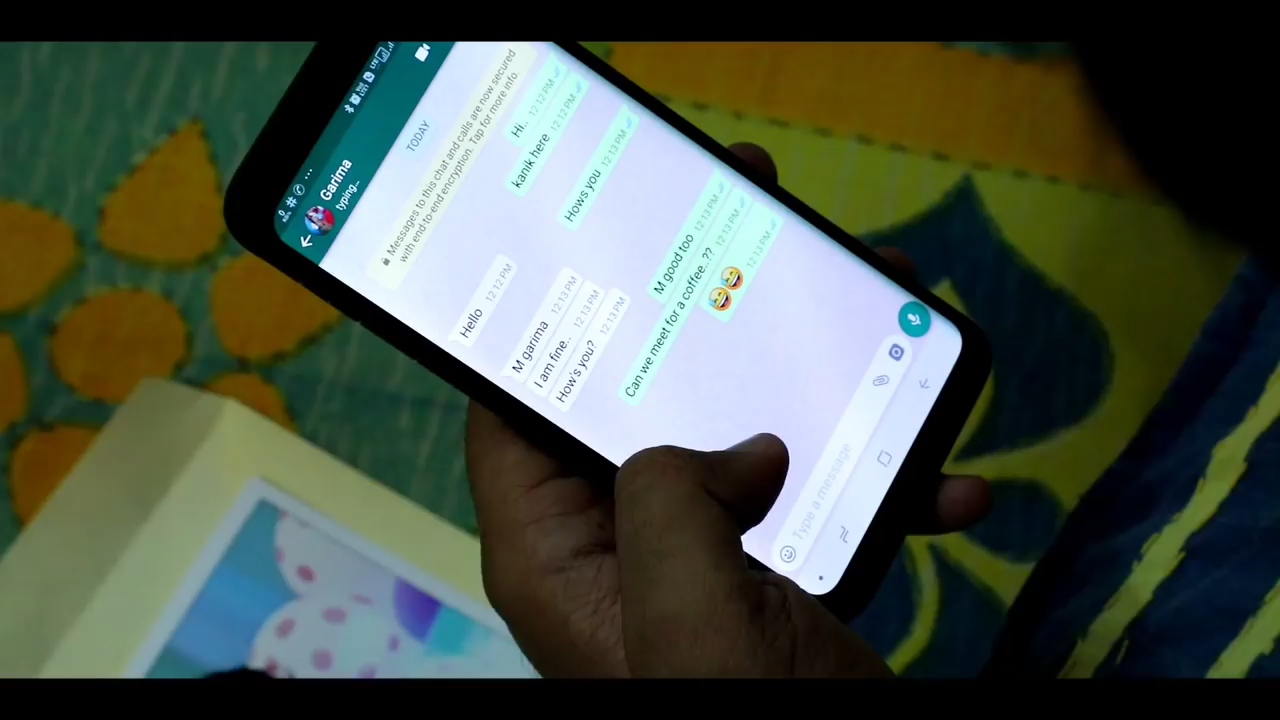 Garima
typing...
TODAY
Messages to this chat and calls are now secured
with end-to-end encryption. Tap for more info.
Hi.. 12:12 PM
kanik here 12:12 PM
Hello 12:12 PM
Hows you 12:13 PM
M garima 12:13 PM
I am fine.. 12:13 PM
How's you? 12:13 PM
M good too 12:13 PM
Can we meet for a coffee..?? 12:13 PM
12:13 PM
Type a message